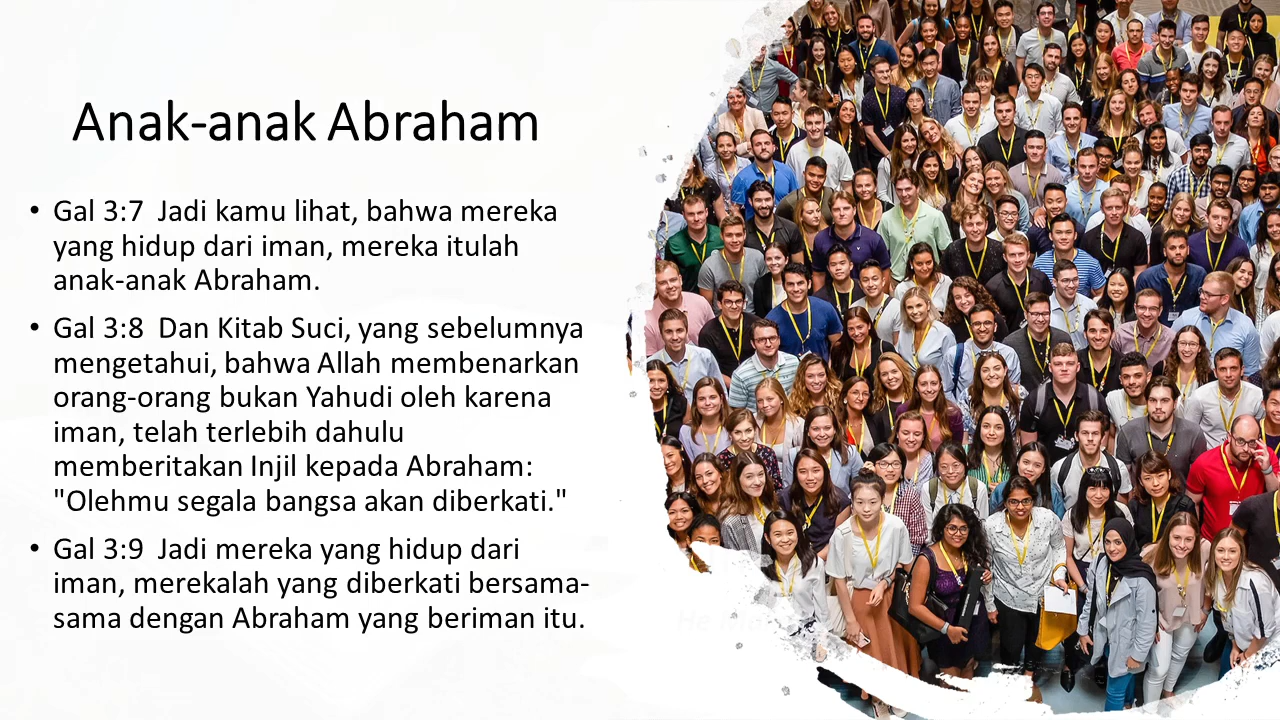 Anak-anak Abraham
• Gal 3:7 Jadi kamu lihat, bahwa mereka
yang hidup dari iman, mereka itulah
anak-anak Abraham.
• Gal 3:8 Dan Kitab Suci, yang sebelumnya
mengetahui, bahwa Allah membenarkan
orang-orang bukan Yahudi oleh karena
iman, telah terlebih dahulu
memberitakan Injil kepada Abraham:
"Olehmu segala bangsa akan diberkati."
• Gal 3:9 Jadi mereka yang hidup dari
iman, merekalah yang diberkati bersama-
sama dengan Abraham yang beriman itu.